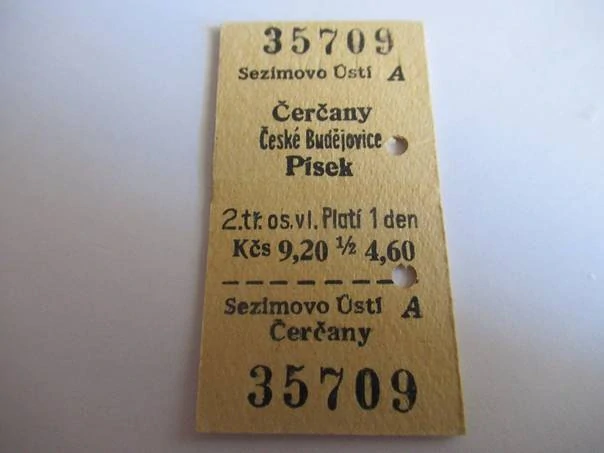 35709
Sezimovo Ústí A
Čerčany
České Budějovice
Písek
2.tř.os.vl. Platí 1 den
Kčs 9,20 ½ 4,60
Sezimovo Ústí A
Čerčany
35709